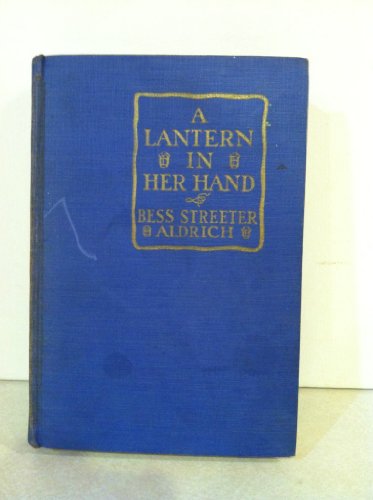 A
LANTERN
IN
HER HAND
BESS STREETER
ALDRICH